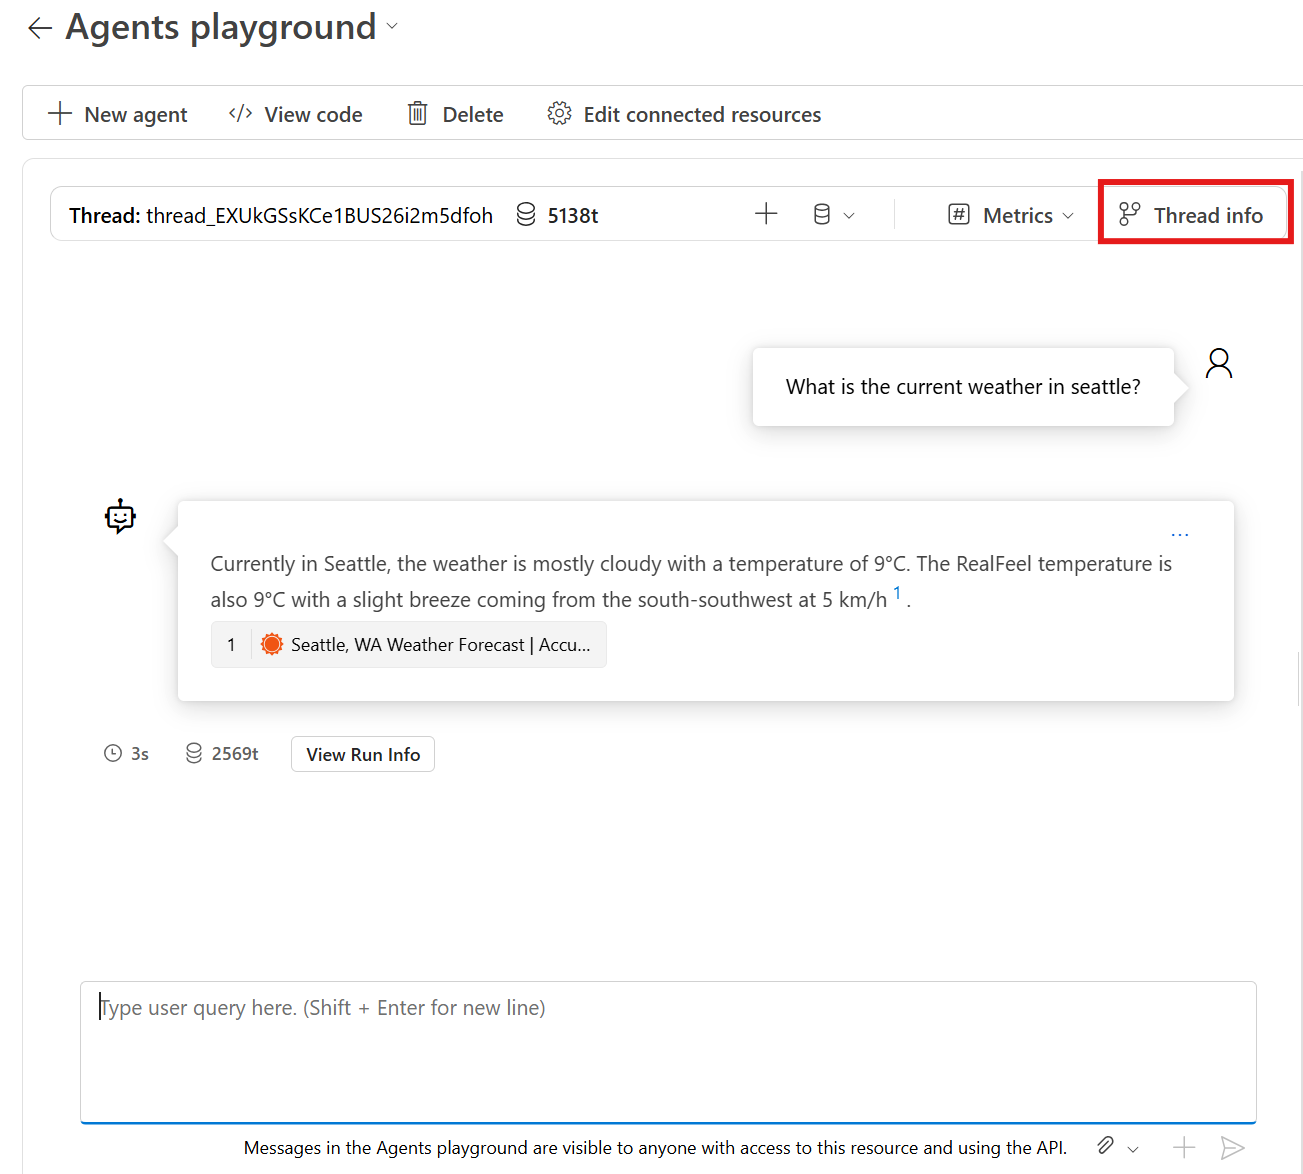 Agents playground
New agent
View code
Delete
Edit connected resources
Thread: thread_EXUkGSsKCe1BUS26i2m5dfoh
5138t
Metrics
Thread info
What is the current weather in seattle?
...
Currently in Seattle, the weather is mostly cloudy with a temperature of 9°C. The RealFeel temperature is
also 9°C with a slight breeze coming from the south-southwest at 5 km/h 1 .
1 Seattle, WA Weather Forecast | Accu...
3s
2569t
View Run Info
Type user query here. (Shift + Enter for new line)
Messages in the Agents playground are visible to anyone with access to this resource and using the API.